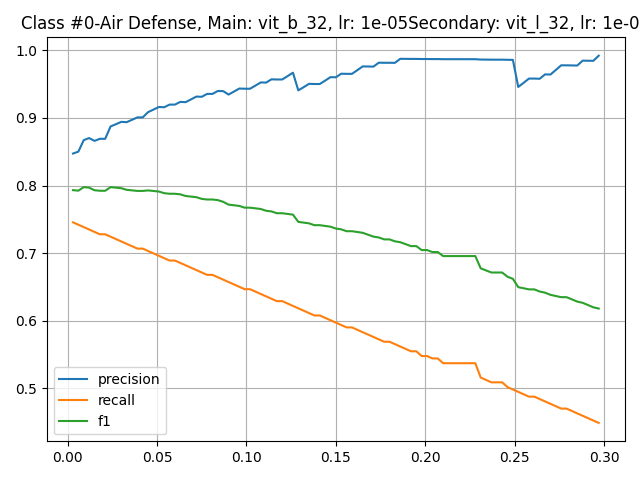 Class #0-Air Defense, Main: vit_b_32, lr: 1e-05Secondary: vit_l_32, lr: 1e-0
1.0
0.9
0.8
0.7
0.6
0.5
precision
recall
f1
0.00 0.05 0.10 0.15 0.20 0.25 0.30